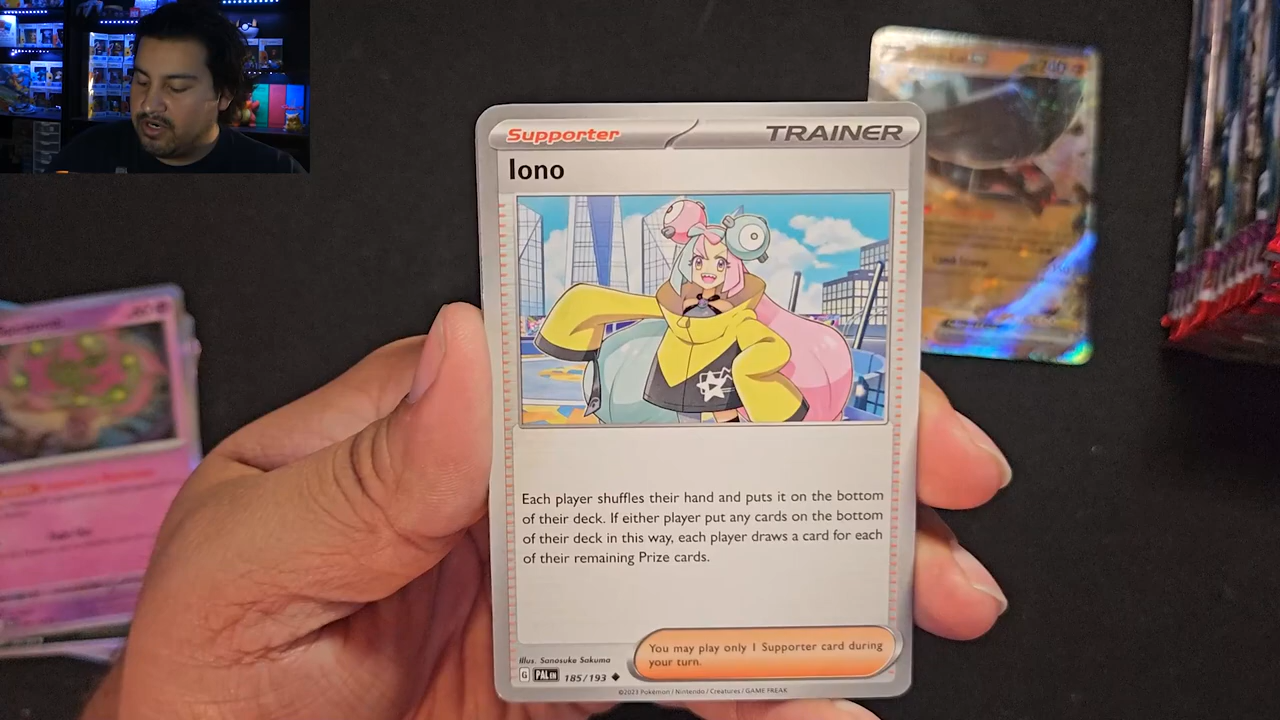 Supporter
TRAINER
Iono
Each player shuffles their hand and puts it on the bottom
of their deck. If either player put any cards on the bottom
of their deck in this way, each player draws a card for each
of their remaining Prize cards.
You may play only 1 Supporter card during
your turn.
Illus. Sanosuke Sakuma
G PAL EN 185/193
©2023 Pokémon / Nintendo / Creatures / GAME FREAK